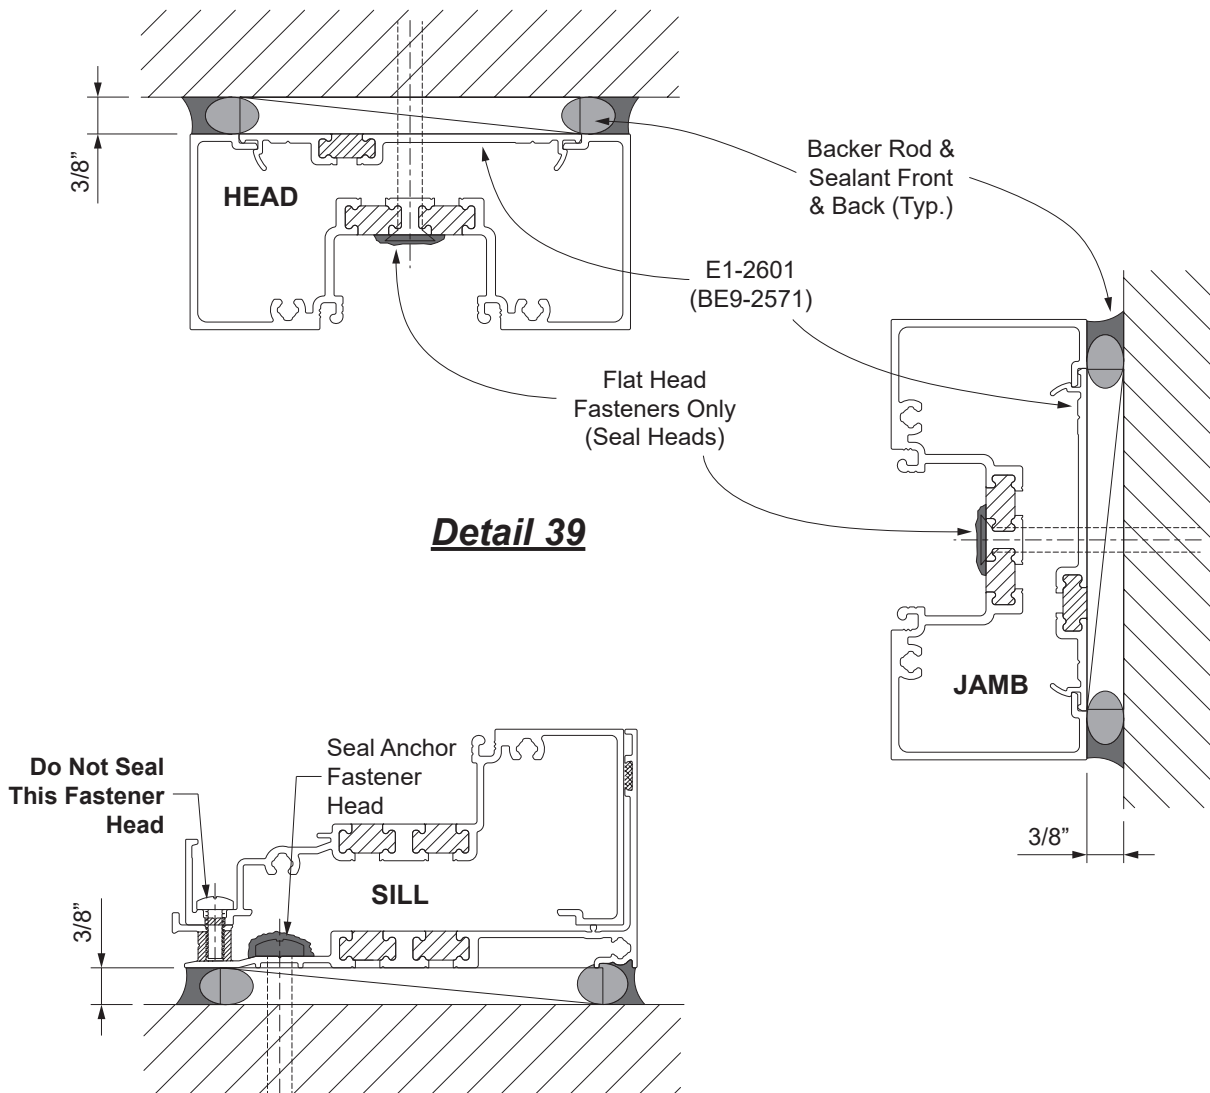 3/8”
HEAD
Backer Rod &
Sealant Front
& Back (Typ.)
E1-2601
(BE9-2571)
Flat Head
Fasteners Only
(Seal Heads)
Detail 39
JAMB
3/8”
Do Not Seal
This Fastener
Head
Seal Anchor
Fastener
Head
SILL
3/8”